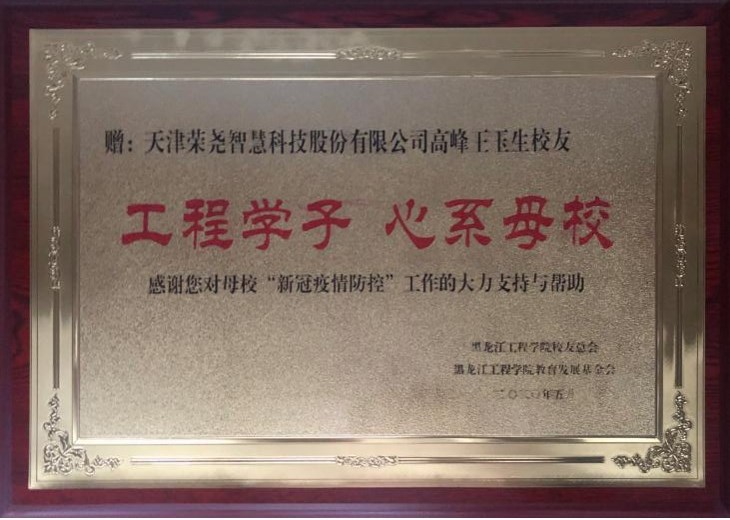 赠：天津荣尧智慧科技股份有限公司高峰王玉生校友
工程学子 心系母校
感谢您对母校“新冠疫情防控”工作的大力支持与帮助
黑龙江工程学院校友总会
黑龙江工程学院教育发展基金会
二〇二〇年五月